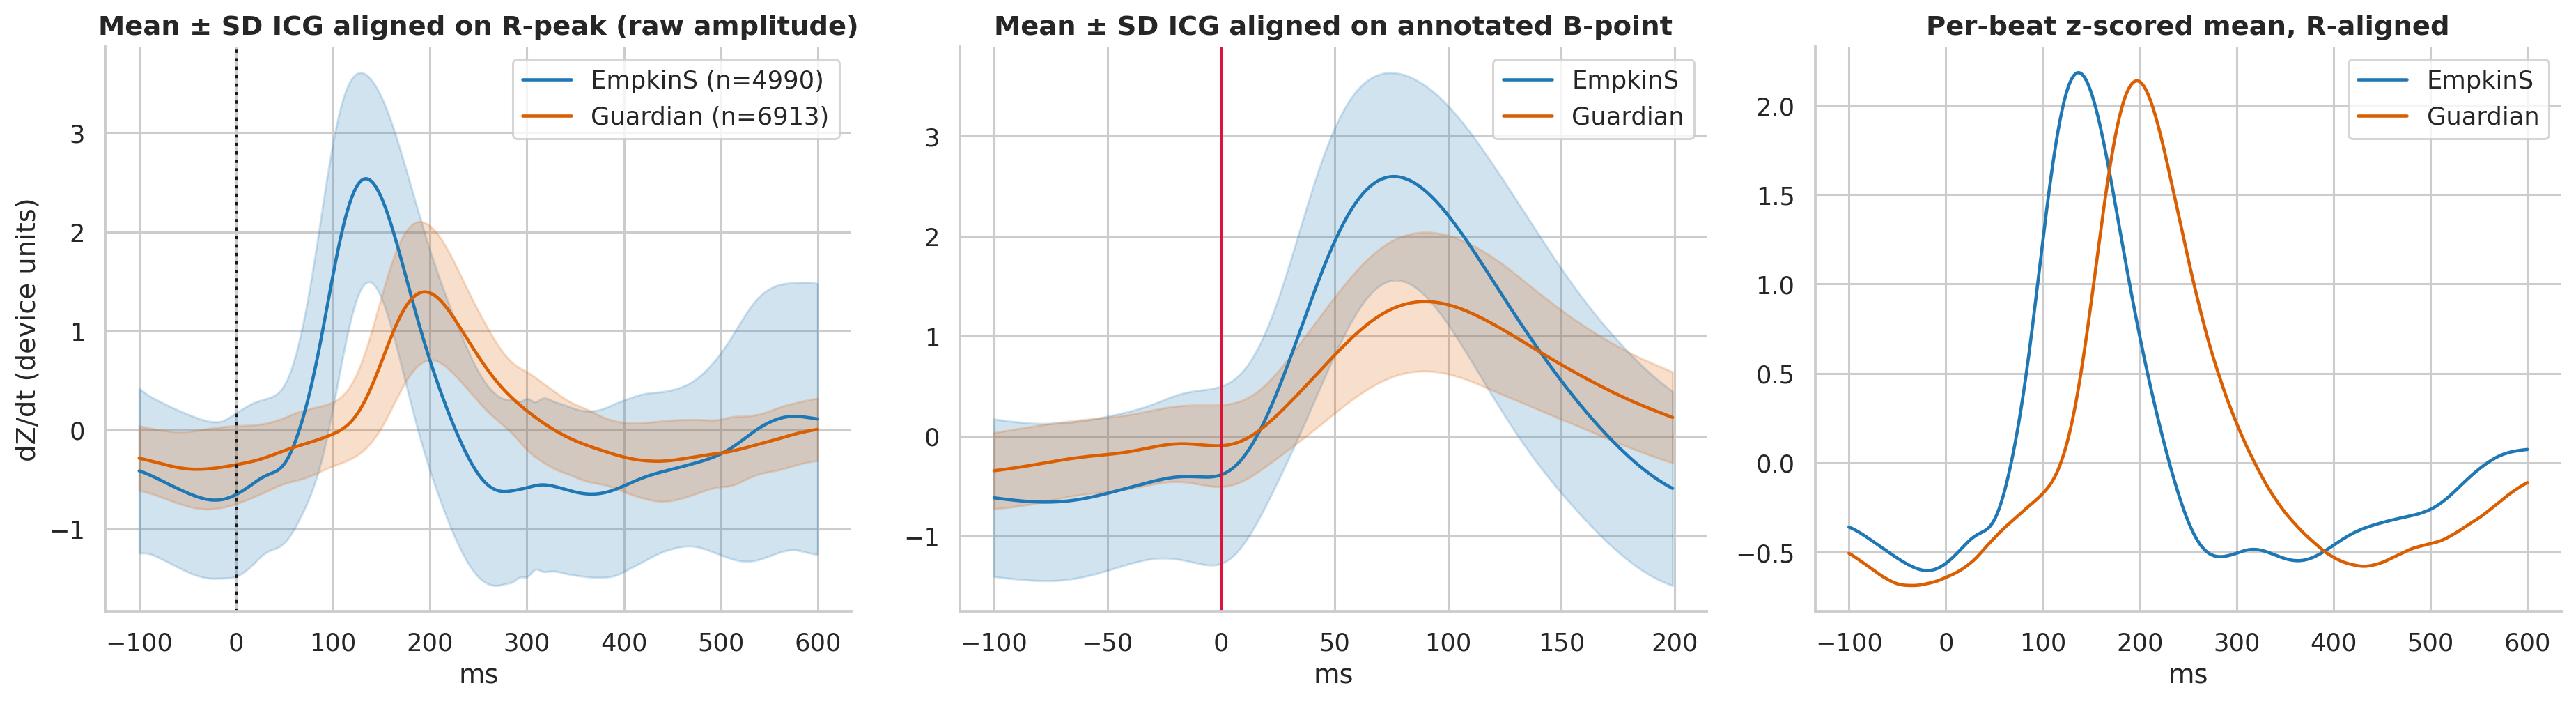 Mean ± SD ICG aligned on R-peak (raw amplitude)
EmpkinS (n=4990)
Guardian (n=6913)
dZ/dt (device units)
3
2
1
0
−1
−100 0 100 200 300 400 500 600
ms
Mean ± SD ICG aligned on annotated B-point
EmpkinS
Guardian
3
2
1
0
−1
−100 −50 0 50 100 150 200
ms
Per-beat z-scored mean, R-aligned
EmpkinS
Guardian
2.0
1.5
1.0
0.5
0.0
−0.5
−100 0 100 200 300 400 500 600
ms